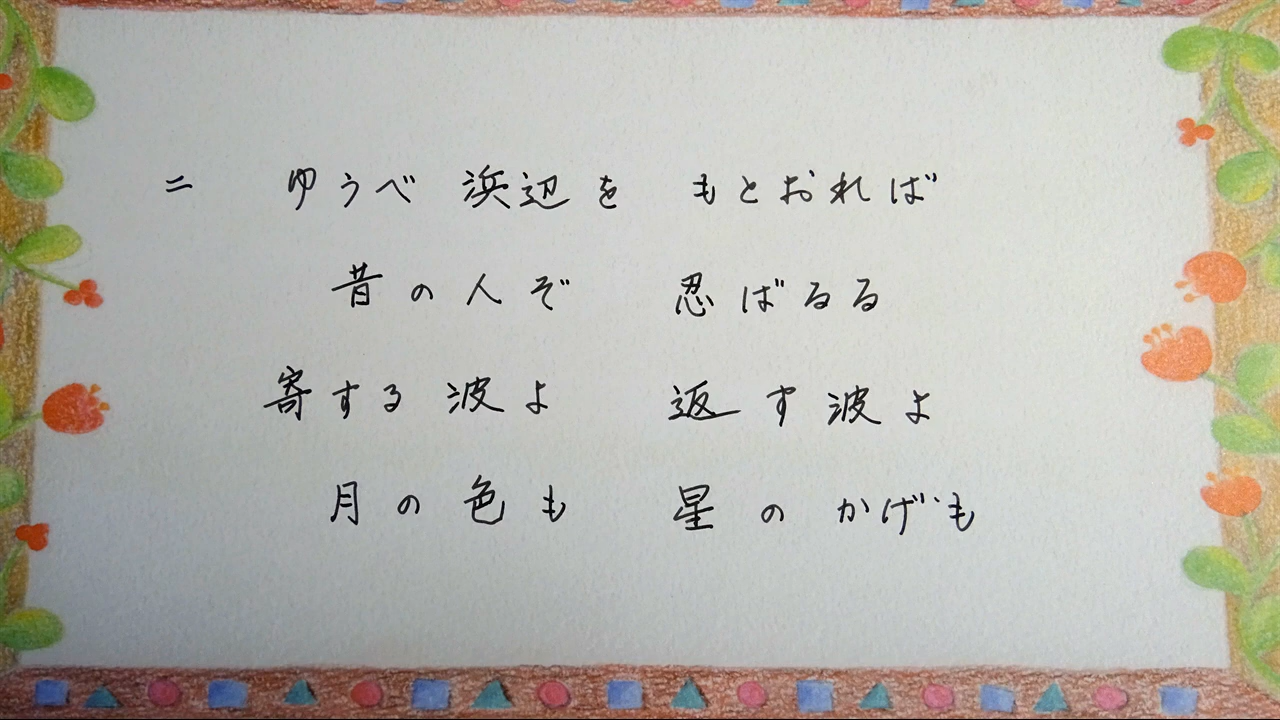 二 ゆうべ 浜辺を もとおれば
昔の人ぞ 忍ばるる
寄する 波よ 返す 波よ
月の色も 星のかげも